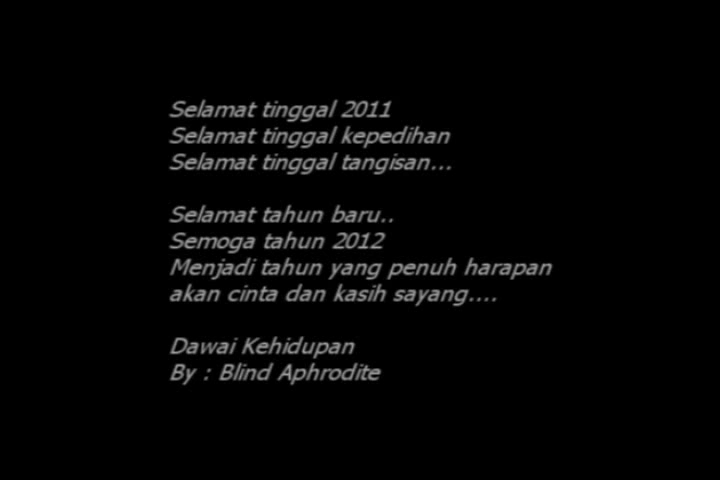 Selamat tinggal 2011
Selamat tinggal kepedihan
Selamat tinggal tangisan...
Selamat tahun baru..
Semoga tahun 2012
Menjadi tahun yang penuh harapan
akan cinta dan kasih sayang....
Dawai Kehidupan
By : Blind Aphrodite